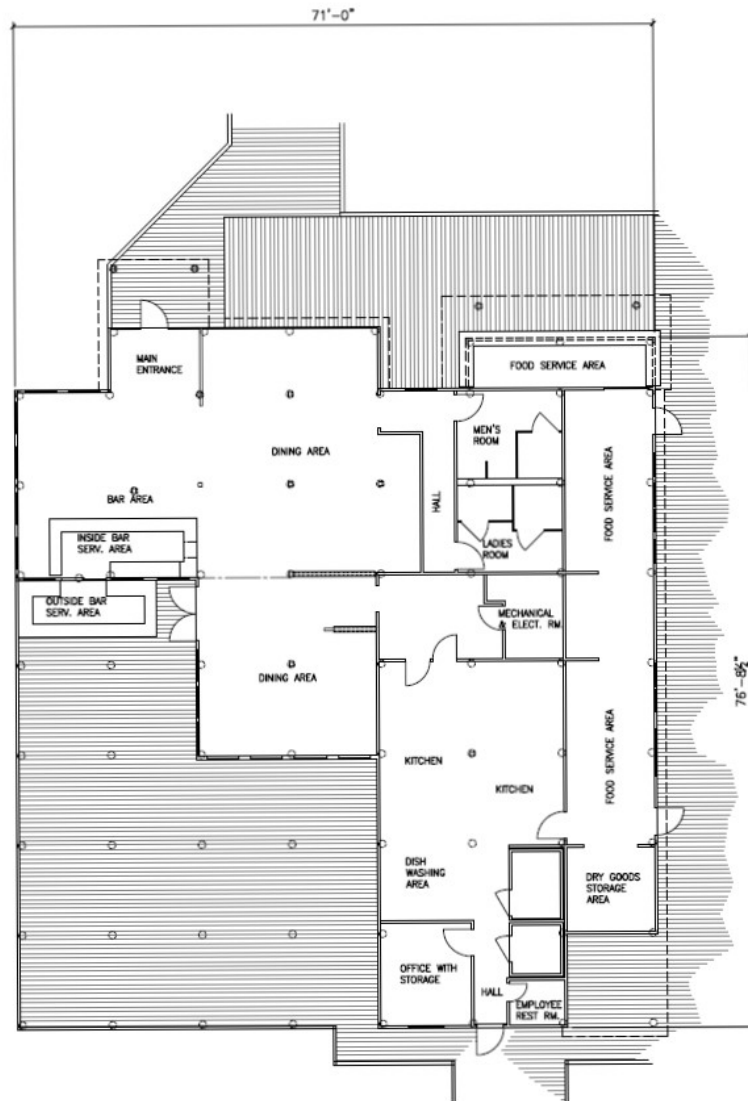 71'-0"
MAIN
ENTRANCE
FOOD SERVICE AREA
MEN'S
ROOM
DINING AREA
FOOD SERVICE AREA
HALL
BAR AREA
INSIDE BAR
SERV. AREA
LADIES
ROOM
OUTSIDE BAR
SERV. AREA
MECHANICAL
& ELECT. RM.
DINING AREA
76'-8½"
FOOD SERVICE AREA
KITCHEN
KITCHEN
DISH
WASHING
AREA
DRY GOODS
STORAGE
AREA
OFFICE WITH
STORAGE
HALL
EMPLOYEE
REST RM.